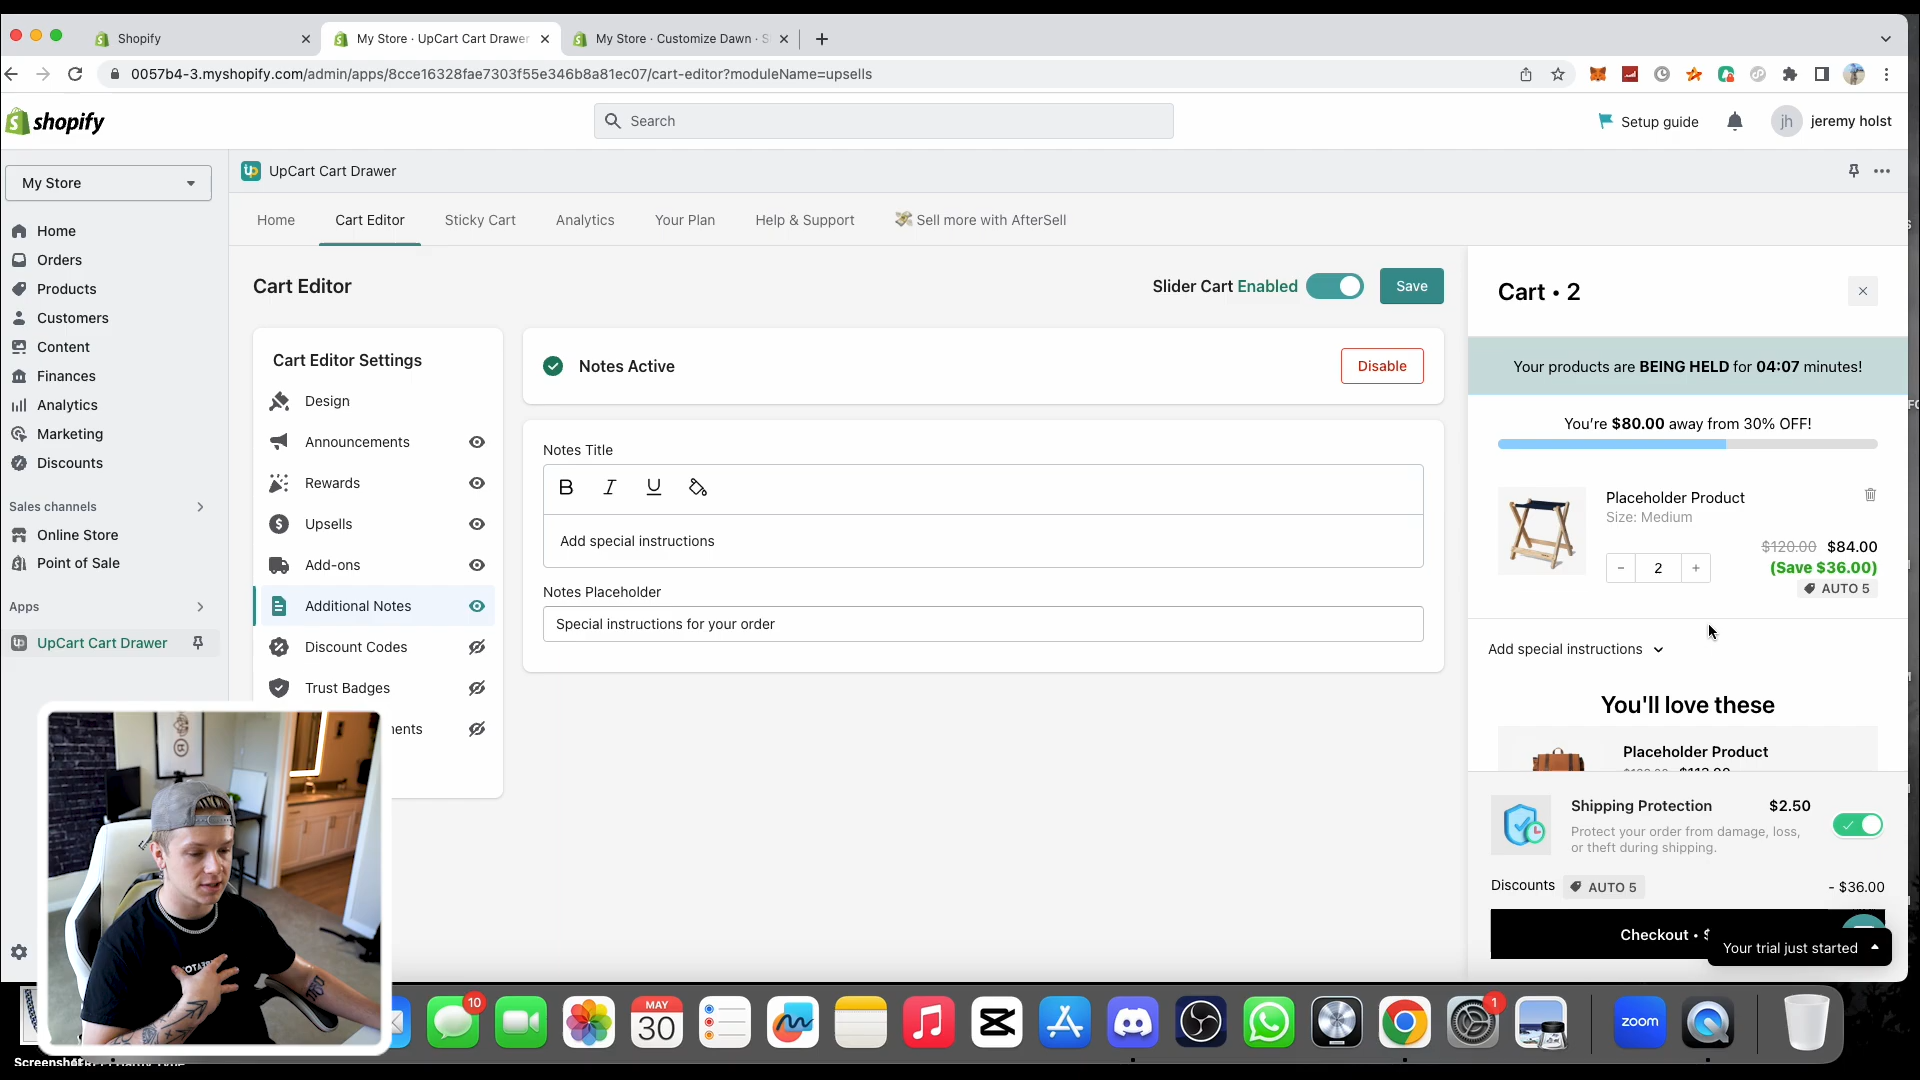 Shopify
My Store · UpCart Cart Drawer
My Store · Customize Dawn · S
0057b4-3.myshopify.com/admin/apps/8cce16328fae7303f55e346b8a81ec07/cart-editor?moduleName=upsells
shopify
Search
Setup guide
jh
jeremy holst
My Store
UpCart Cart Drawer
Home
Cart Editor
Sticky Cart
Analytics
Your Plan
Help & Support
💸 Sell more with AfterSell
Home
Orders
Products
Customers
Content
Finances
Analytics
Marketing
Discounts
Sales channels
Online Store
Point of Sale
Apps
UpCart Cart Drawer
Cart Editor
Slider Cart Enabled
Save
Cart Editor Settings
Design
Announcements
Rewards
Upsells
Add-ons
Additional Notes
Discount Codes
Trust Badges
Notes Active
Disable
Notes Title
B I U
Add special instructions
Notes Placeholder
Special instructions for your order
Cart • 2
Your products are BEING HELD for 04:07 minutes!
You're $80.00 away from 30% OFF!
Placeholder Product
Size: Medium
$120.00 $84.00
(Save $36.00)
- 2 +
AUTO 5
Add special instructions
You'll love these
Placeholder Product
Shipping Protection $2.50
Protect your order from damage, loss,
or theft during shipping.
Discounts AUTO 5 - $36.00
Checkout • $
Your trial just started
10
MAY
30
1
zoom